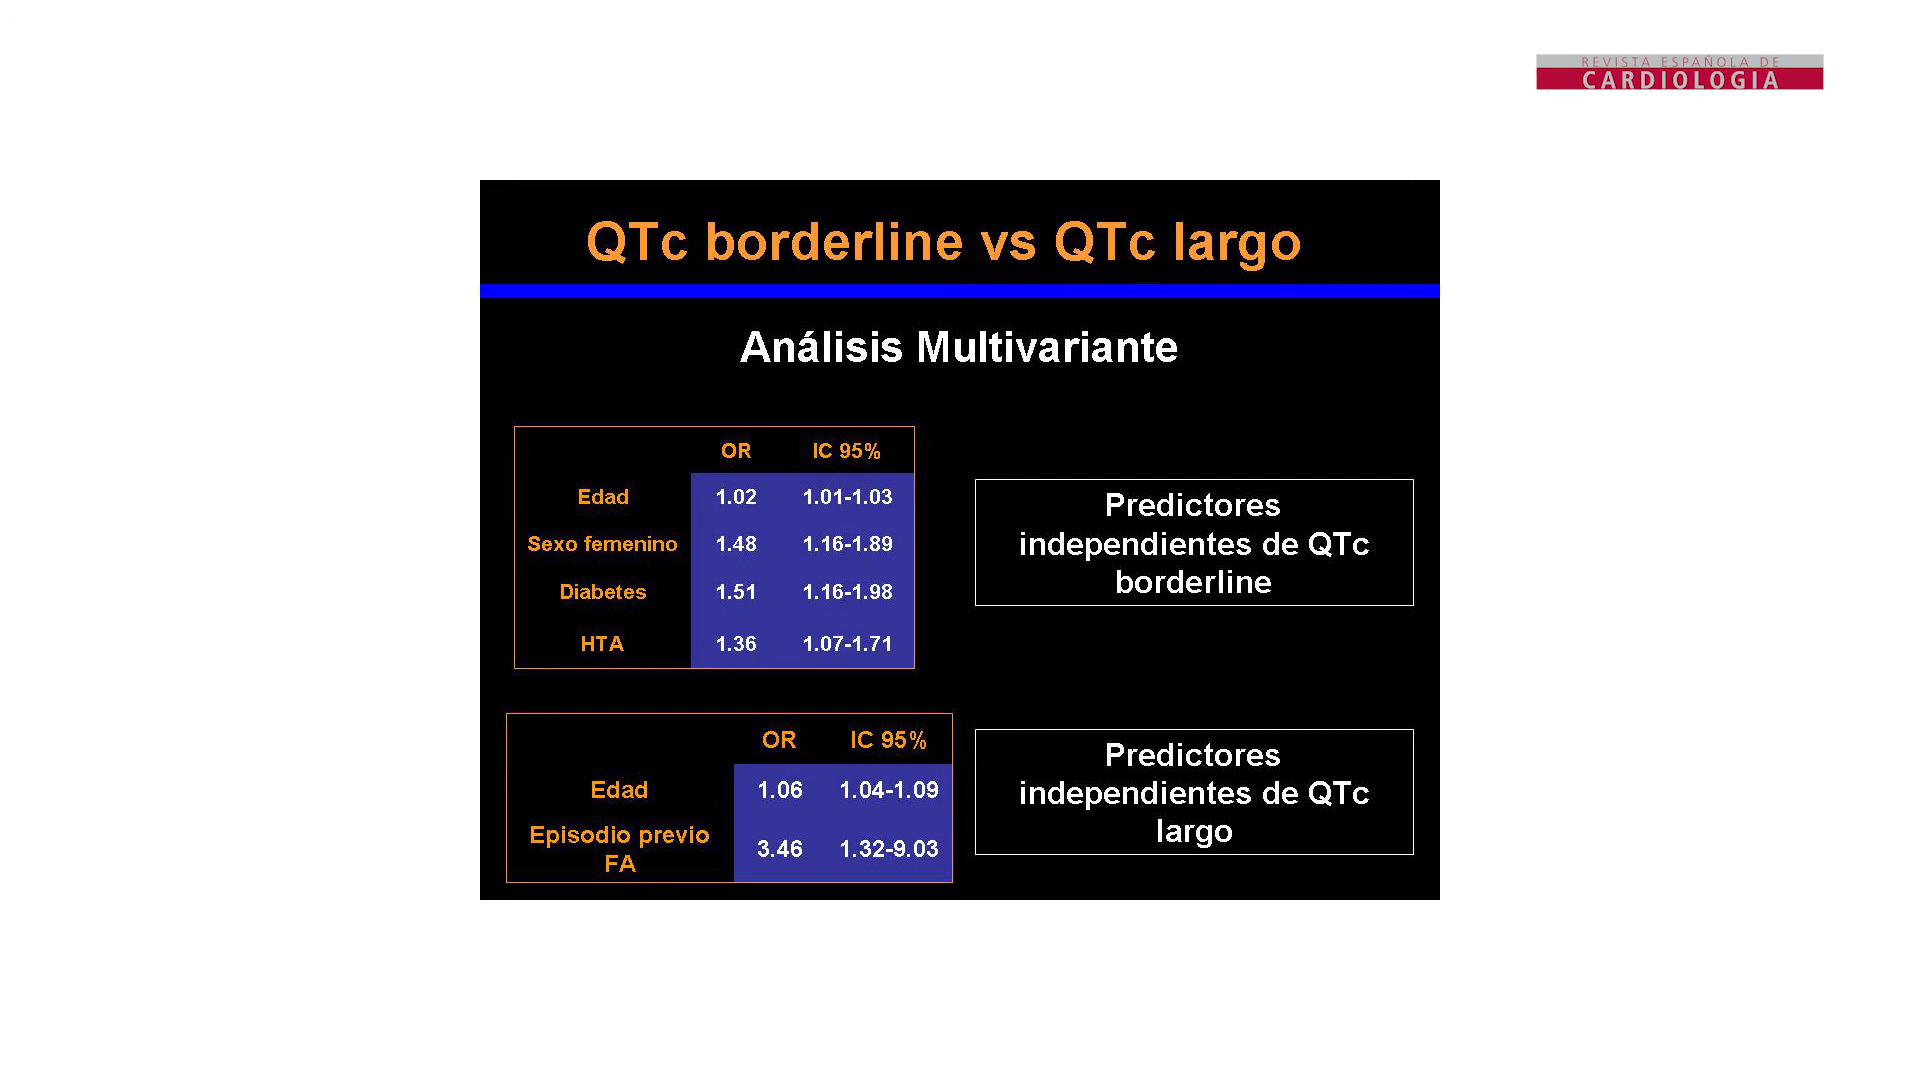 REVISTA ESPAÑOLA DE
CARDIOLOGIA
QTc borderline vs QTc largo
Análisis Multivariante
OR IC 95%
Edad 1.02 1.01-1.03
Sexo femenino 1.48 1.16-1.89
Diabetes 1.51 1.16-1.98
HTA 1.36 1.07-1.71
Predictores
independientes de QTc
borderline
OR IC 95%
Edad 1.06 1.04-1.09
Episodio previo
FA 3.46 1.32-9.03
Predictores
independientes de QTc
largo